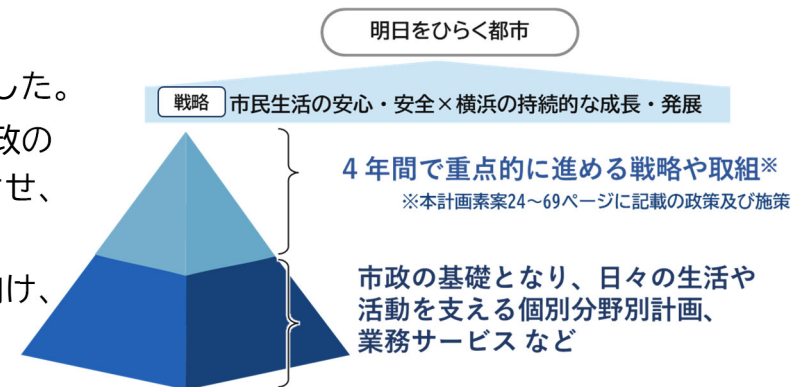 明日をひらく都市
した。
戦略 市民生活の安心・安全×横浜の持続的な成長・発展
政の
4年間で重点的に進める戦略や取組※
せ、
※本計画素案24~69ページに記載の政策及び施策
市政の基礎となり、日々の生活や
け、
活動を支える個別分野別計画、
業務サービス など